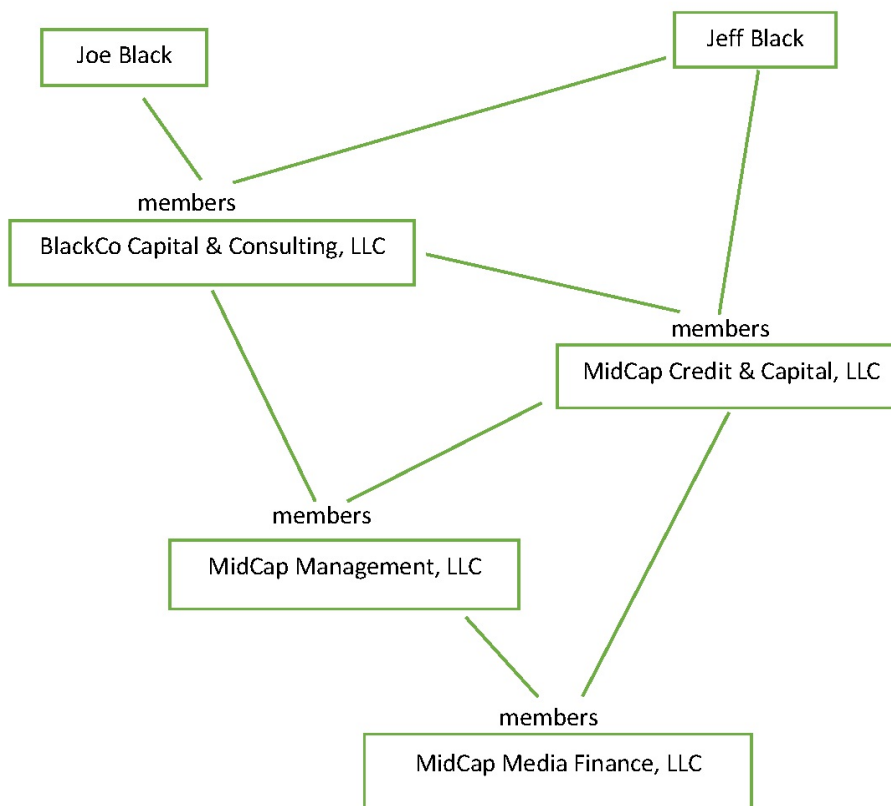 Joe Black
Jeff Black
members
BlackCo Capital & Consulting, LLC
members
MidCap Credit & Capital, LLC
members
MidCap Management, LLC
members
MidCap Media Finance, LLC